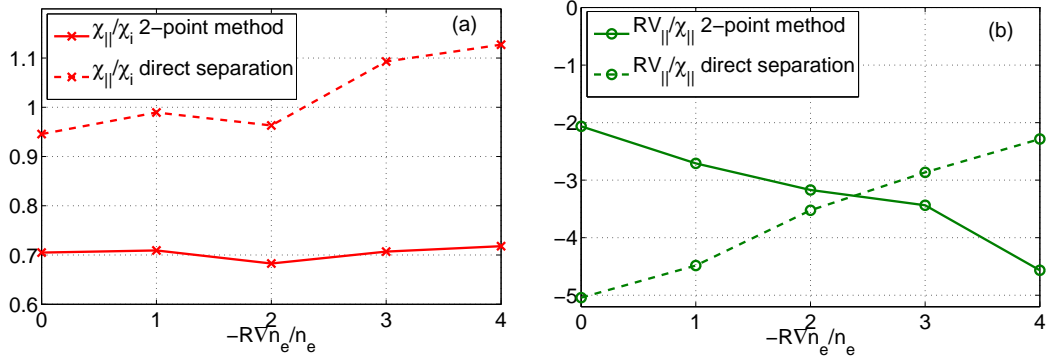 (a)
χ||/χi 2−point method
χ||/χi direct separation
1.1
1
0.9
0.8
0.7
0.6
0 1 2 3 4
−R∇ne/ne
(b)
RV||/χ|| 2−point method
RV||/χ|| direct separation
0
−1
−2
−3
−4
−5
0 1 2 3 4
−R∇ne/ne